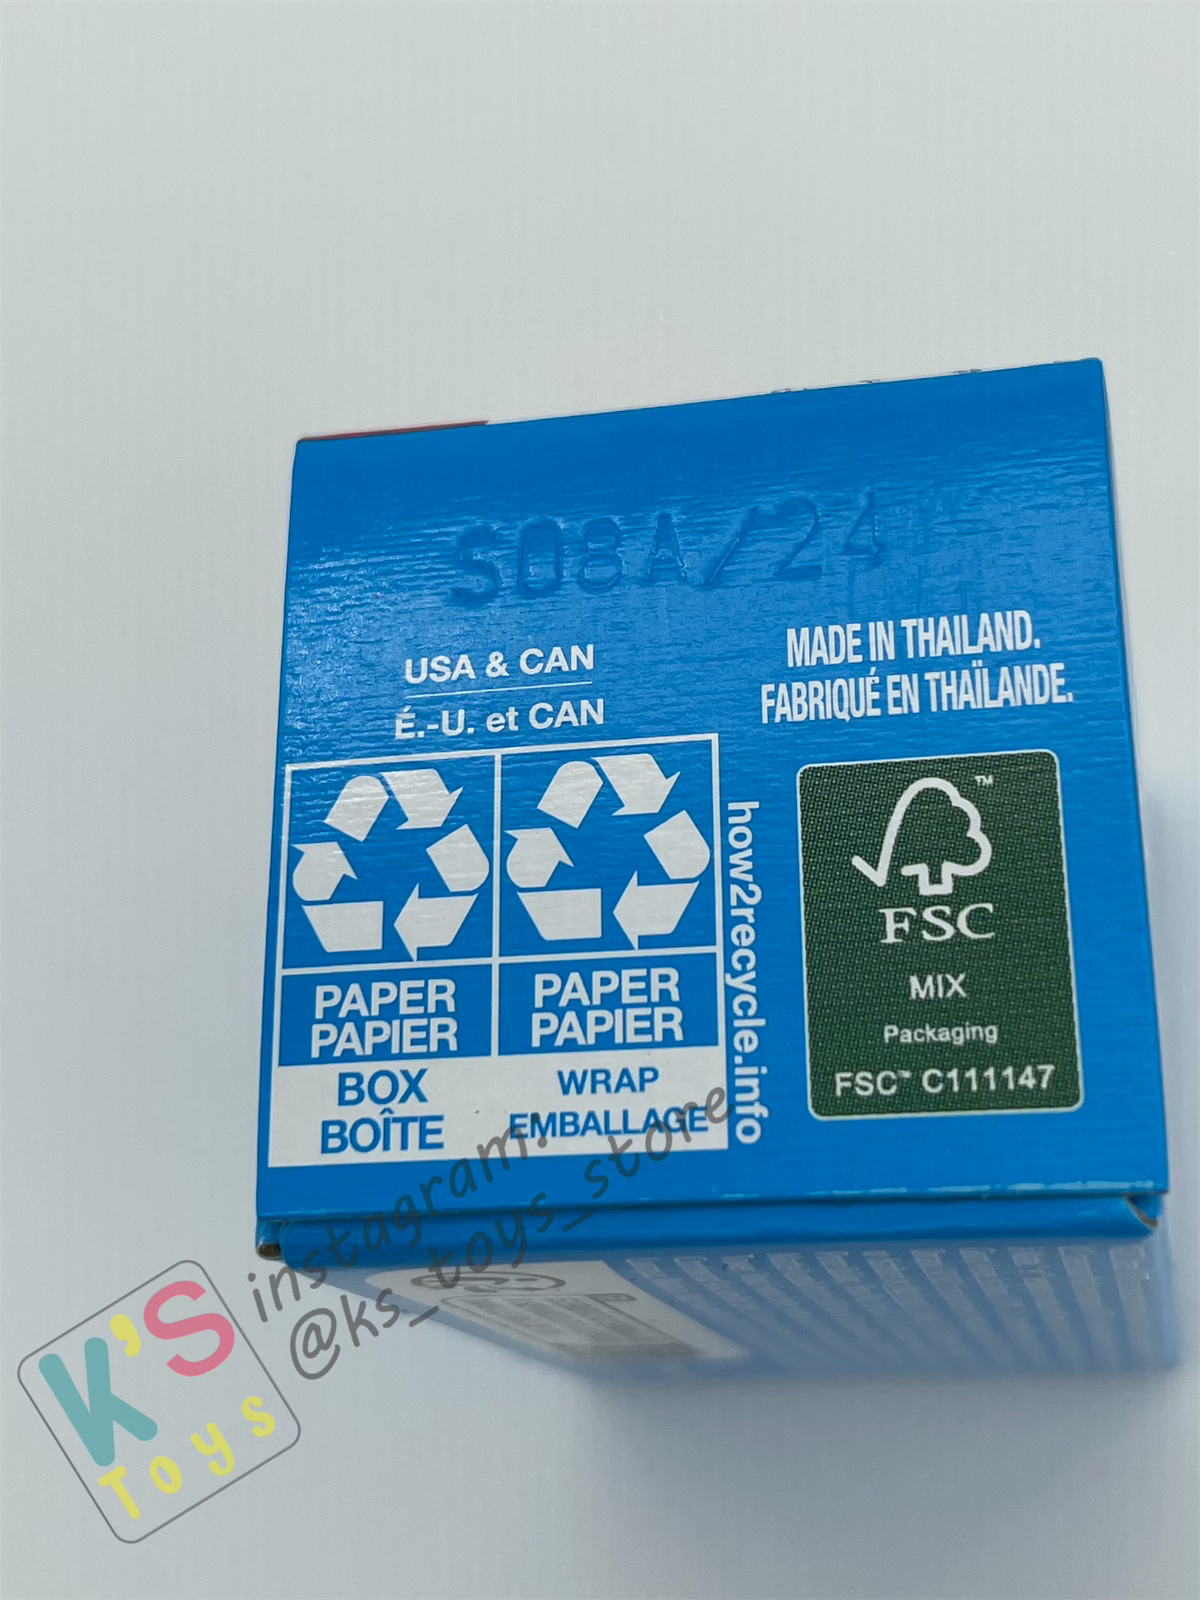 S08A/24
USA & CAN
É.-U. et CAN
MADE IN THAILAND.
FABRIQUÉ EN THAÏLANDE.
PAPER
PAPIER
BOX
BOÎTE
PAPER
PAPIER
WRAP
EMBALLAGE
how2recycle.info
™
FSC
MIX
Packaging
FSC™ C111147
K'S
Toys
instagram:
@ks_toys_store